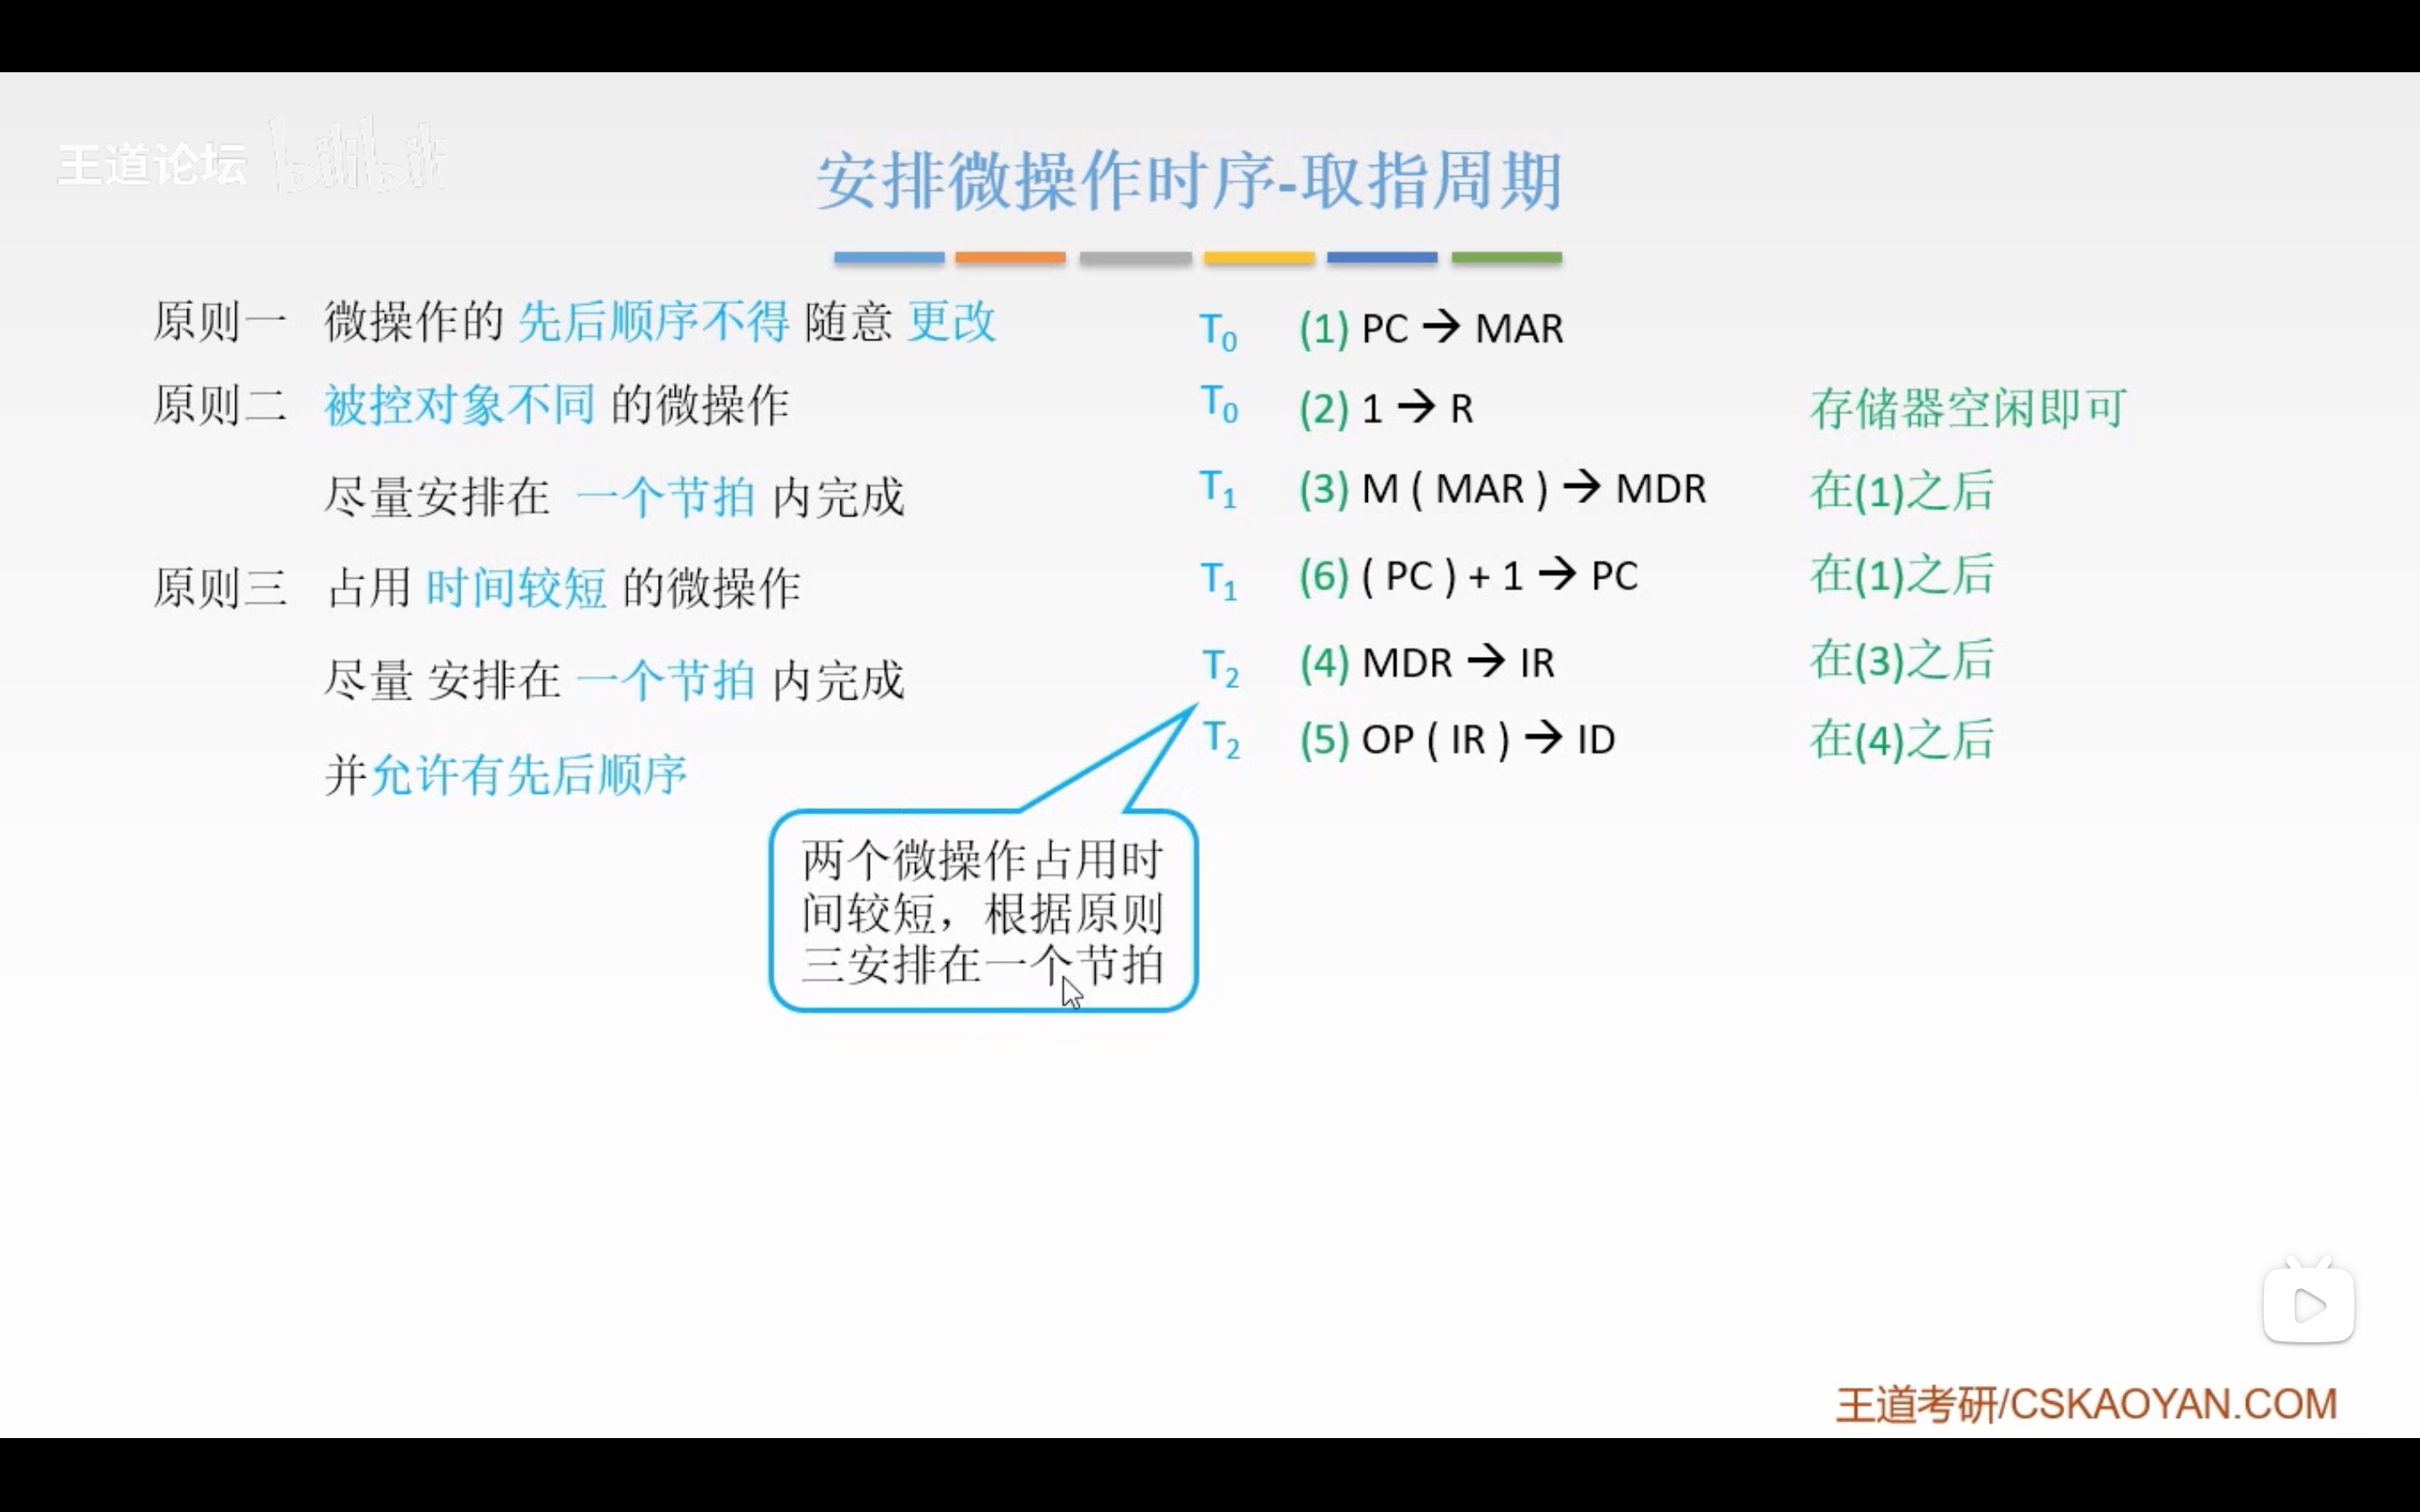 王道论坛 bilibili
安排微操作时序-取指周期
原则一 微操作的 先后顺序不得 随意 更改
原则二 被控对象不同 的微操作
尽量安排在 一个节拍 内完成
原则三 占用 时间较短 的微操作
尽量 安排在 一个节拍 内完成
并允许有先后顺序
T0 (1) PC → MAR
T0 (2) 1 → R 存储器空闲即可
T1 (3) M ( MAR ) → MDR 在(1)之后
T1 (6) ( PC ) + 1 → PC 在(1)之后
T2 (4) MDR → IR 在(3)之后
T2 (5) OP ( IR ) → ID 在(4)之后
两个微操作占用时
间较短，根据原则
三安排在一个节拍
王道考研/CSKAOYAN.COM